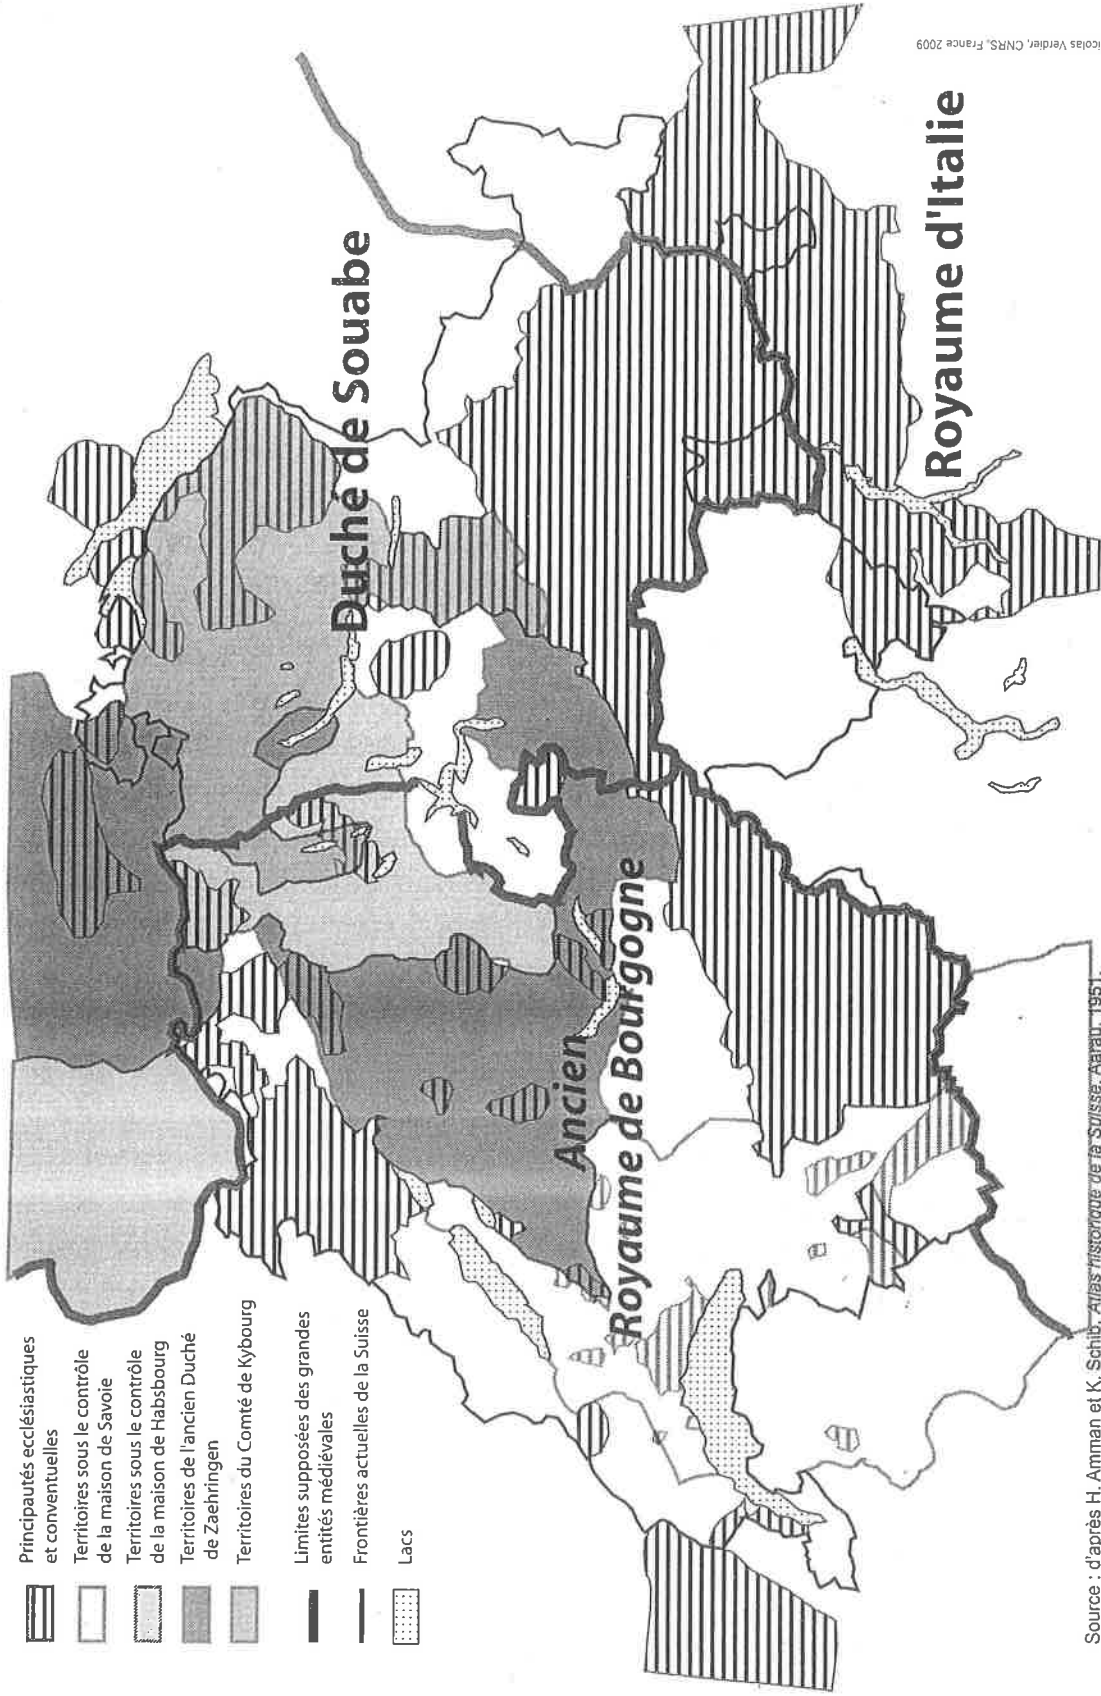 Principautés ecclésiastiques
et conventuelles
Territoires sous le contrôle
de la maison de Savoie
Territoires sous le contrôle
de la maison de Habsbourg
Territoires de l'ancien Duché
de Zaehringen
Territoires du Comté de Kybourg
Limites supposées des grandes
entités médiévales
Frontières actuelles de la Suisse
Lacs
Duché de Souabe
Ancien
Royaume de Bourgogne
Royaume d'Italie
Source : d'après H. Amman et K. Schib, Atlas historique de la Suisse, Aarau, 1951.
icolas Verdier, CNRS, France 2009